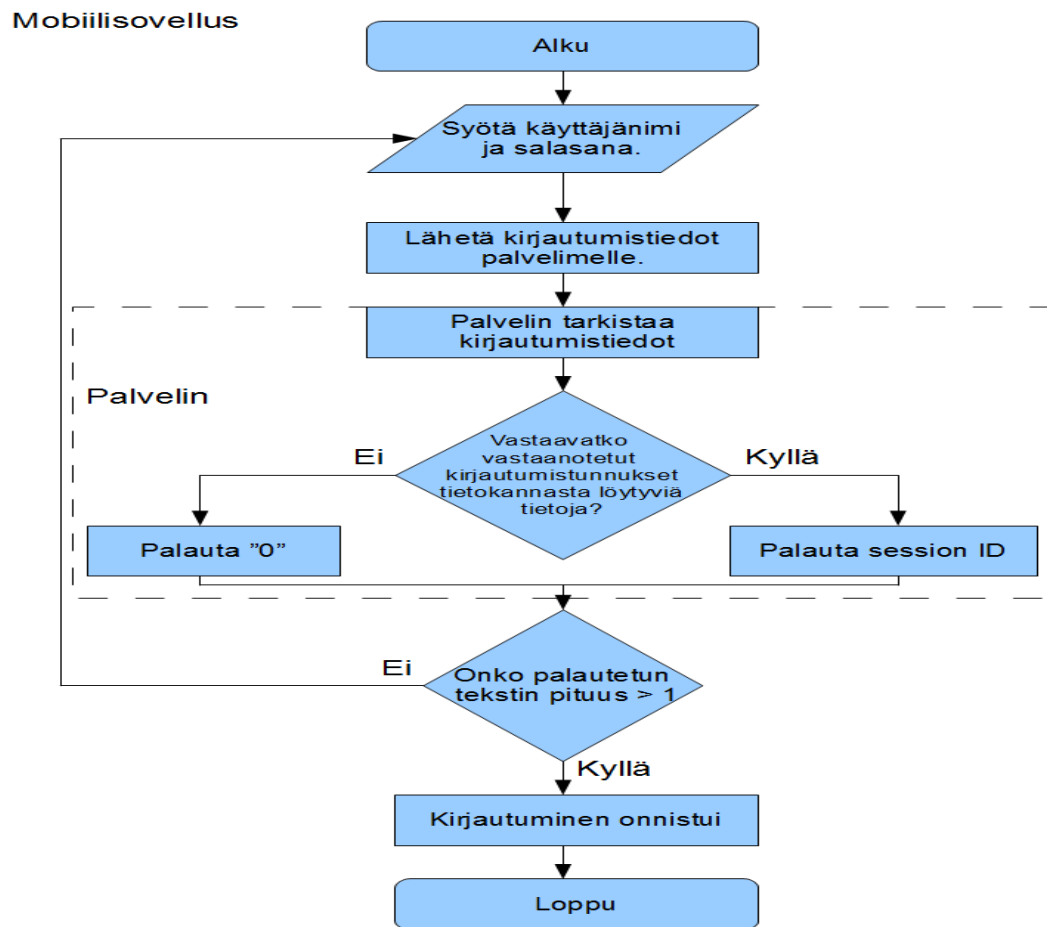 Mobiilisovellus
Alku
Syötä käyttäjänimi
ja salasana.
Lähetä kirjautumistiedot
palvelimelle.
Palvelin tarkistaa
kirjautumistiedot
Palvelin
Vastaavatko
vastaanotetut
kirjautumistunnukset
tietokannasta löytyviä
tietoja?
Ei
Kyllä
Palauta ”0”
Palauta session ID
Ei
Onko palautetun
tekstin pituus > 1
Kyllä
Kirjautuminen onnistui
Loppu